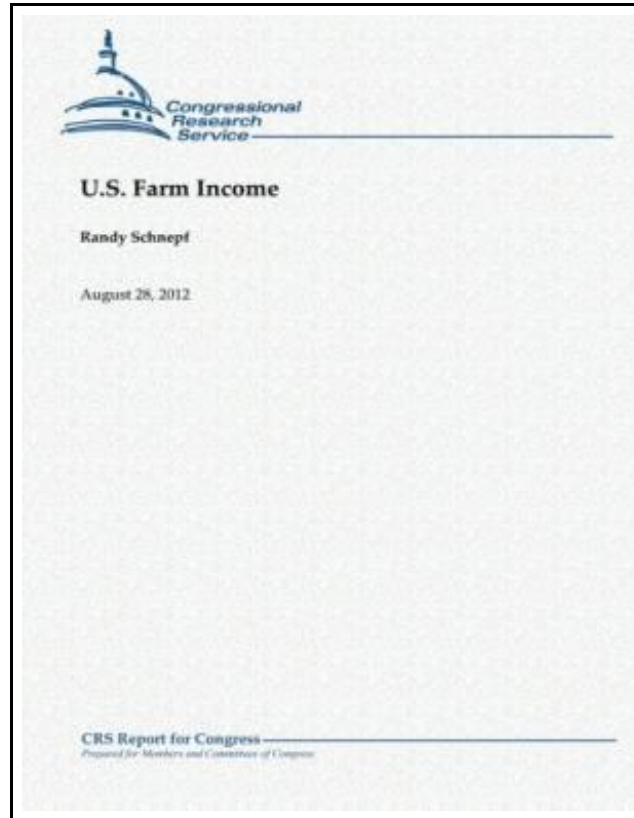 Congressional
Research
Service
U.S. Farm Income
Randy Schnepf
August 28, 2012
CRS Report for Congress
Prepared for Members and Committees of Congress